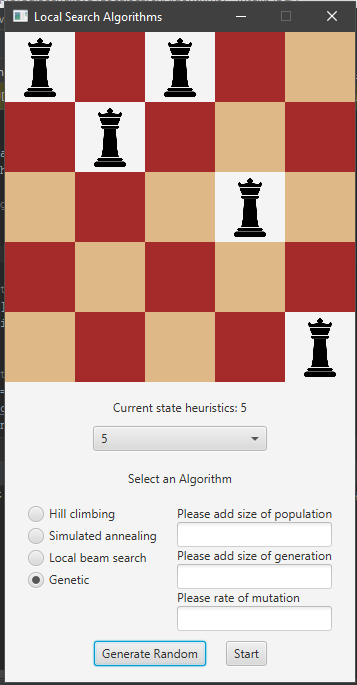 Local Search Algorithms
Current state heuristics: 5
5
Select an Algorithm
Hill climbing
Simulated annealing
Local beam search
Genetic
Please add size of population
Please add size of generation
Please rate of mutation
Generate Random
Start